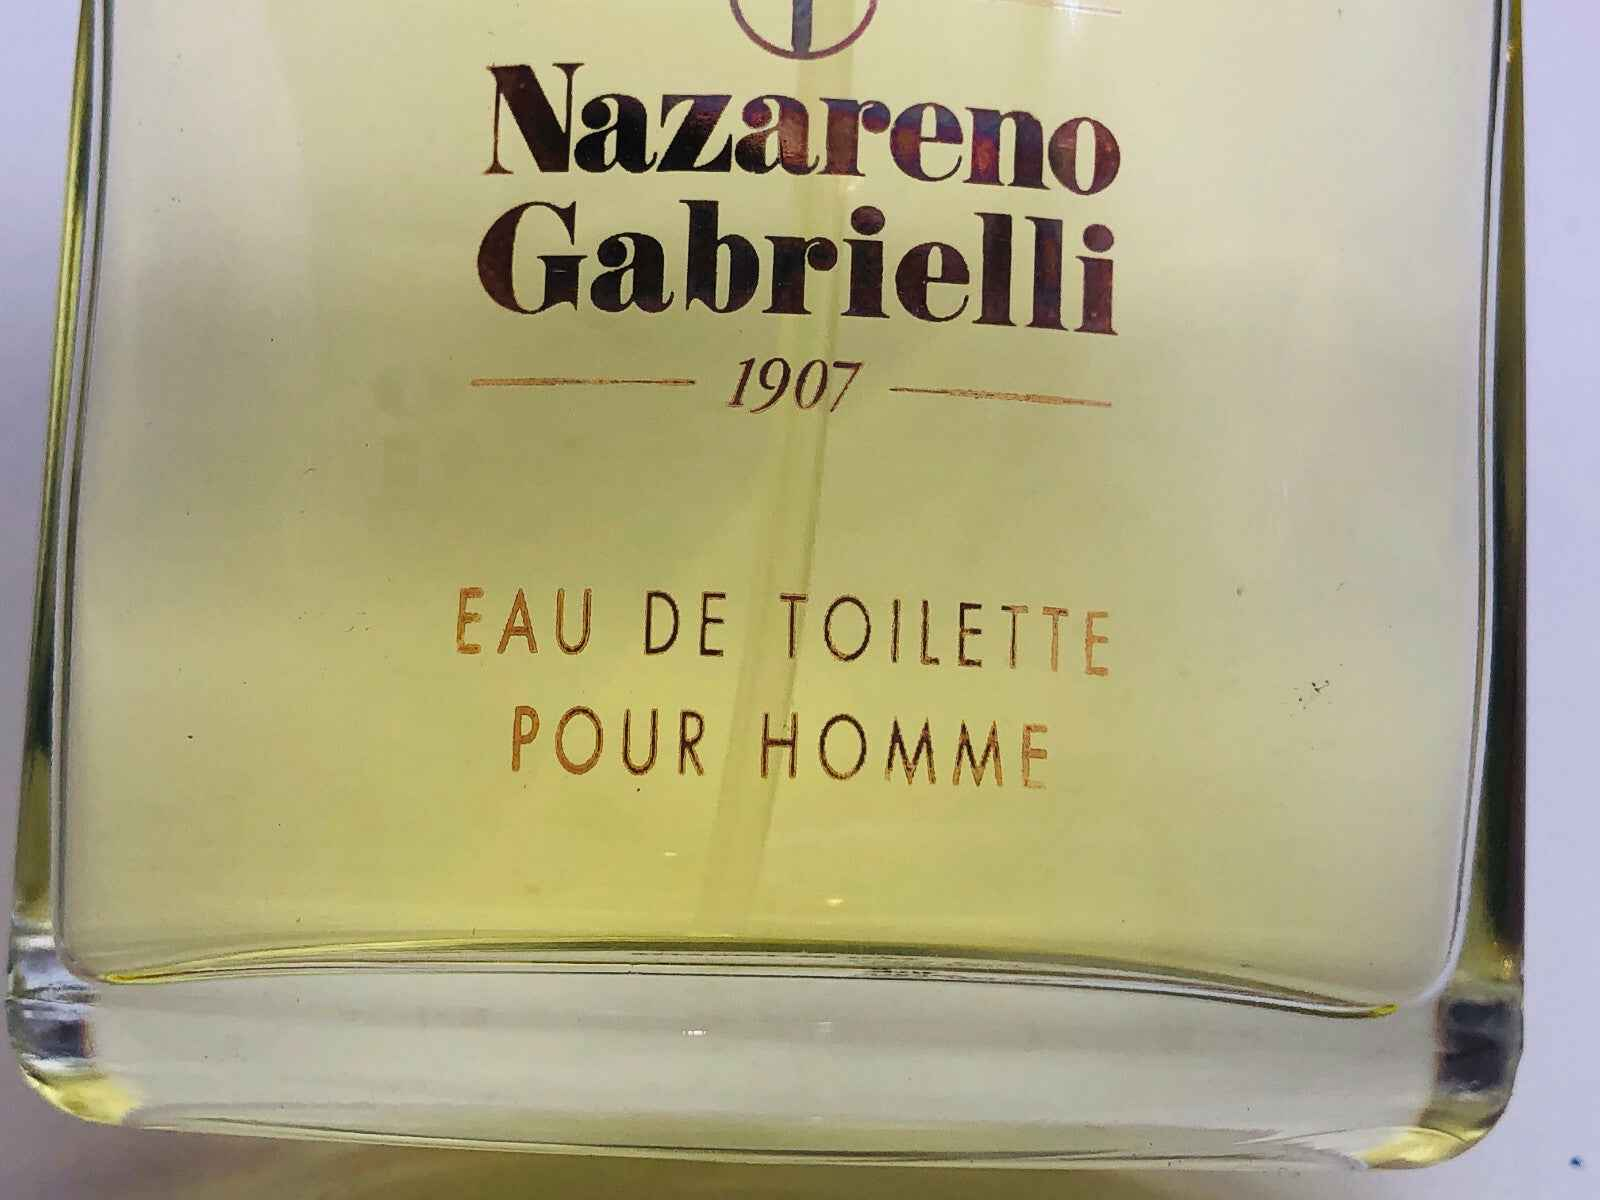 Nazareno
Gabrielli
1907
EAU DE TOILETTE
POUR HOMME